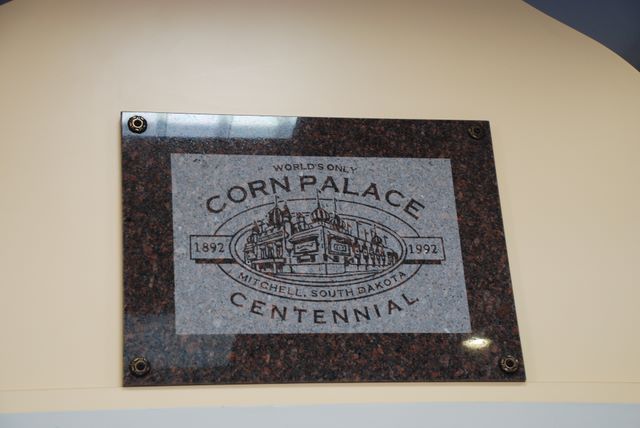 WORLD'S ONLY
CORN PALACE
1892 1992
MITCHELL, SOUTH DAKOTA
CENTENNIAL